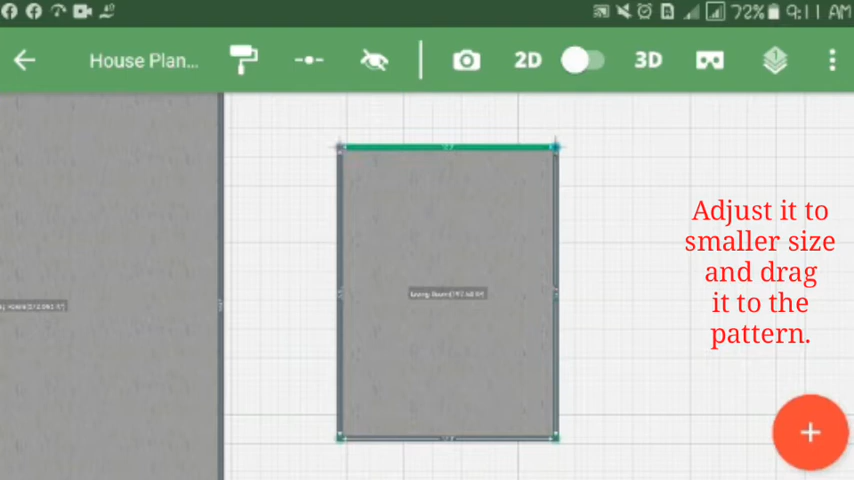 72% 9:11 AM
House Plan...
2D
3D
1
Adjust it to
smaller size
and drag
it to the
pattern.